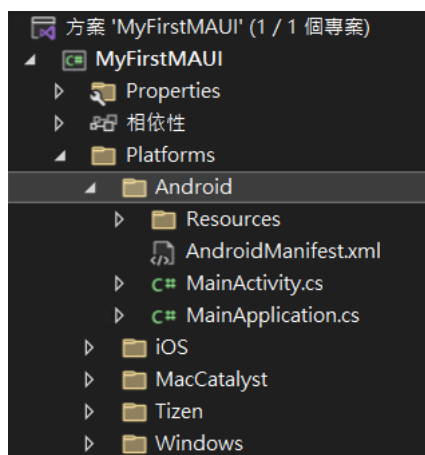 方案 'MyFirstMAUI' (1 / 1 個專案)
C# MyFirstMAUI
Properties
相依性
Platforms
Android
Resources
AndroidManifest.xml
C# MainActivity.cs
C# MainApplication.cs
iOS
MacCatalyst
Tizen
Windows